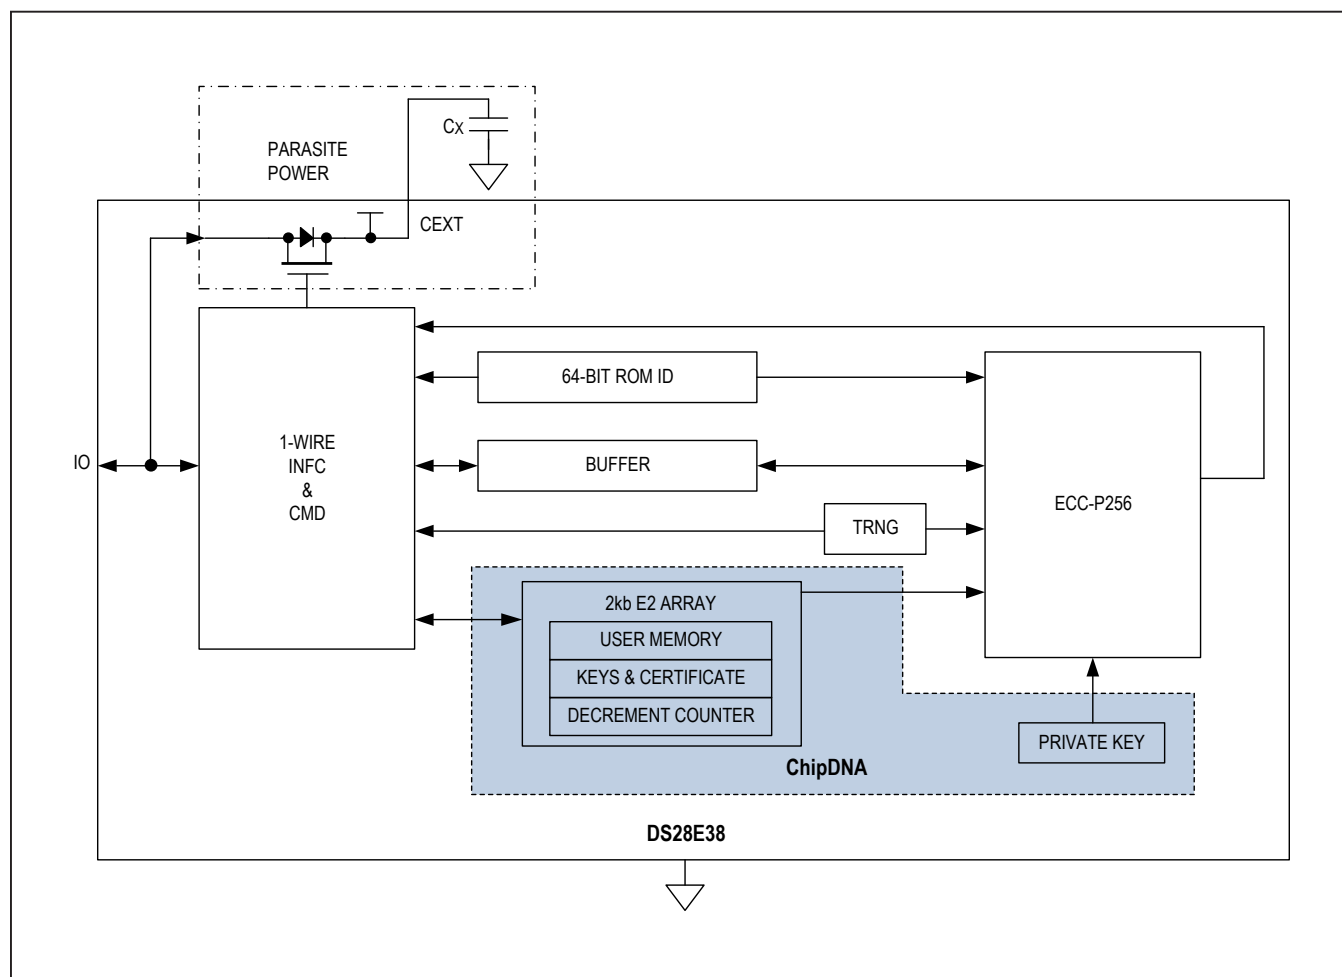 Cx
PARASITE
POWER
CEXT
64-BIT ROM ID
1-WIRE
INFC
&
CMD
IO
BUFFER
ECC-P256
TRNG
2kb E2 ARRAY
USER MEMORY
KEYS & CERTIFICATE
DECREMENT COUNTER
PRIVATE KEY
ChipDNA
DS28E38